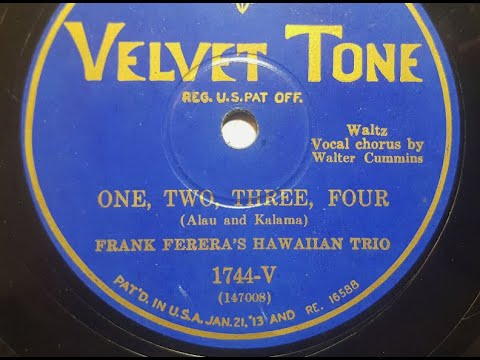 VELVET TONE
REG. U.S. PAT OFF.
Waltz
Vocal chorus by
Walter Cummins
ONE, TWO, THREE, FOUR
(Alau and Kalama)
FRANK FERERA'S HAWAIIAN TRIO
1744-V
(147008)
PAT'D. IN U.S.A. JAN. 21, '13 AND RE. 16588